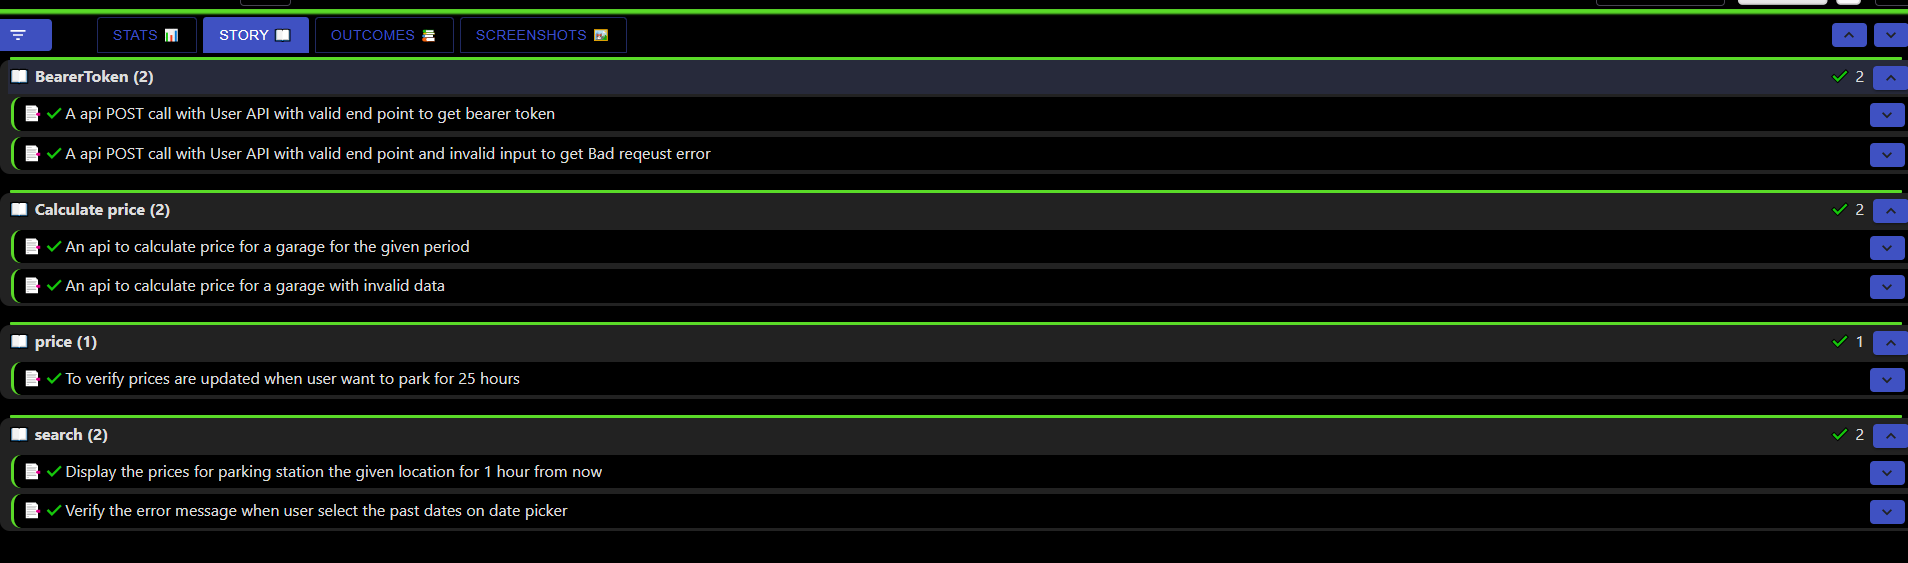 STATS
STORY
OUTCOMES
SCREENSHOTS
BearerToken (2) 2
A api POST call with User API with valid end point to get bearer token
A api POST call with User API with valid end point and invalid input to get Bad reqeust error
Calculate price (2) 2
An api to calculate price for a garage for the given period
An api to calculate price for a garage with invalid data
price (1) 1
To verify prices are updated when user want to park for 25 hours
search (2) 2
Display the prices for parking station the given location for 1 hour from now
Verify the error message when user select the past dates on date picker